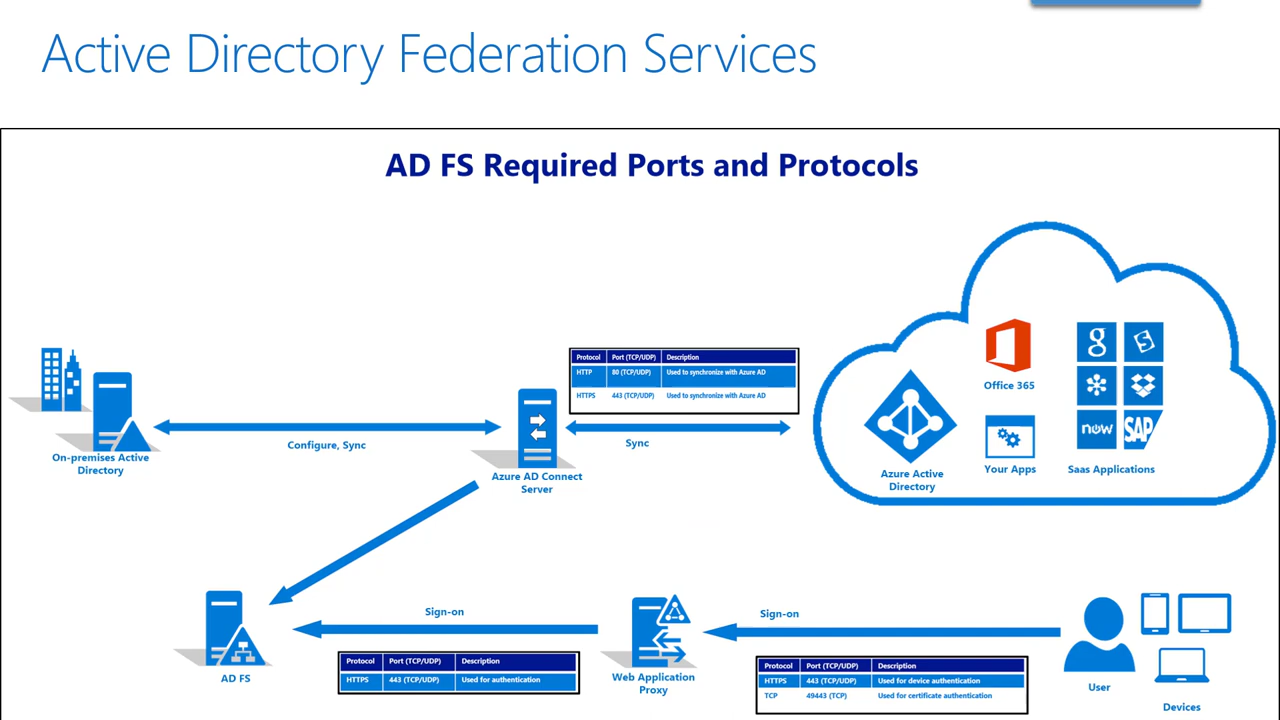 Active Directory Federation Services
AD FS Required Ports and Protocols
Protocol Port (TCP/UDP) Description
HTTP 80 (TCP/UDP) Used to synchronize with Azure AD
HTTPS 443 (TCP/UDP) Used to synchronize with Azure AD
Office 365
g
S
now
SAP
Configure, Sync
Sync
On-premises Active
Directory
Azure AD Connect
Server
Azure Active
Directory
Your Apps
Saas Applications
Sign-on
Sign-on
Protocol Port (TCP/UDP) Description
HTTPS 443 (TCP/UDP) Used for authentication
Protocol Port (TCP/UDP) Description
HTTPS 443 (TCP/UDP) Used for device authentication
TCP 49443 (TCP) Used for certificate authentication
AD FS
Web Application
Proxy
User
Devices